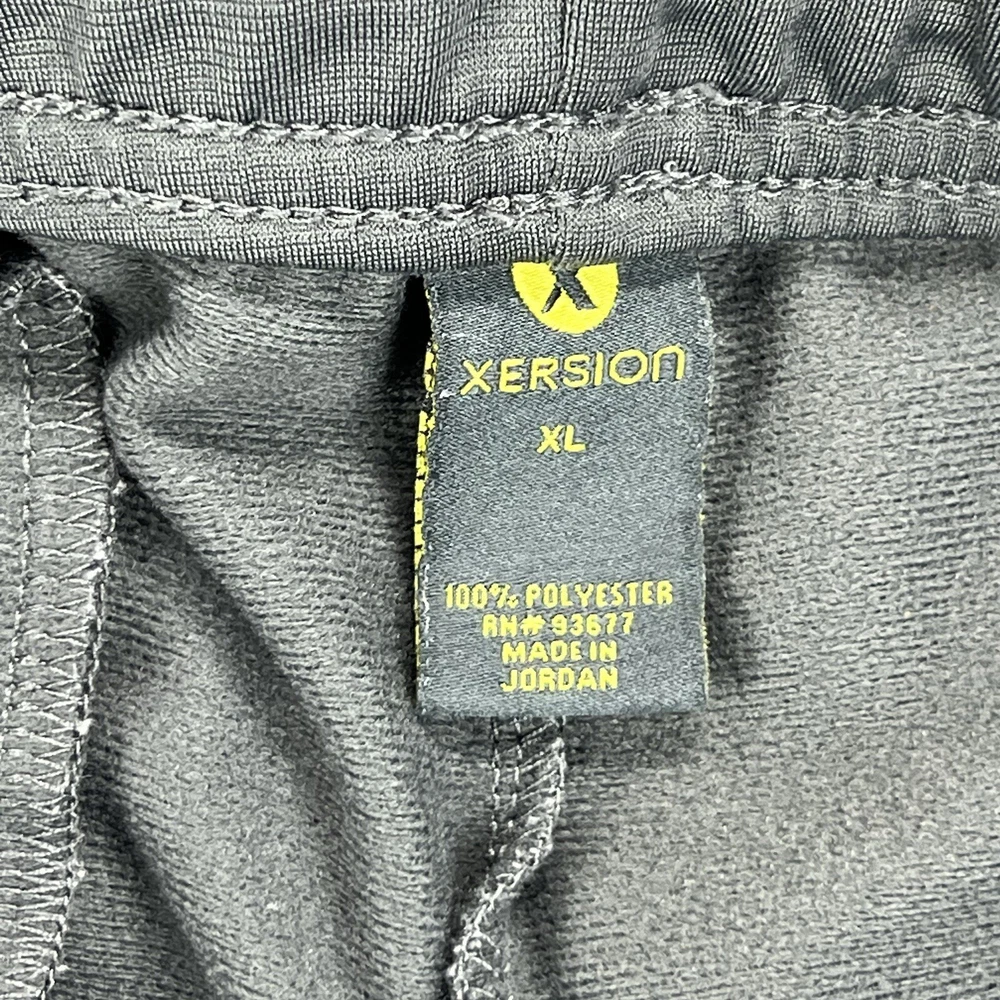 X
XERSION
XL
100% POLYESTER
RN# 93677
MADE IN
JORDAN